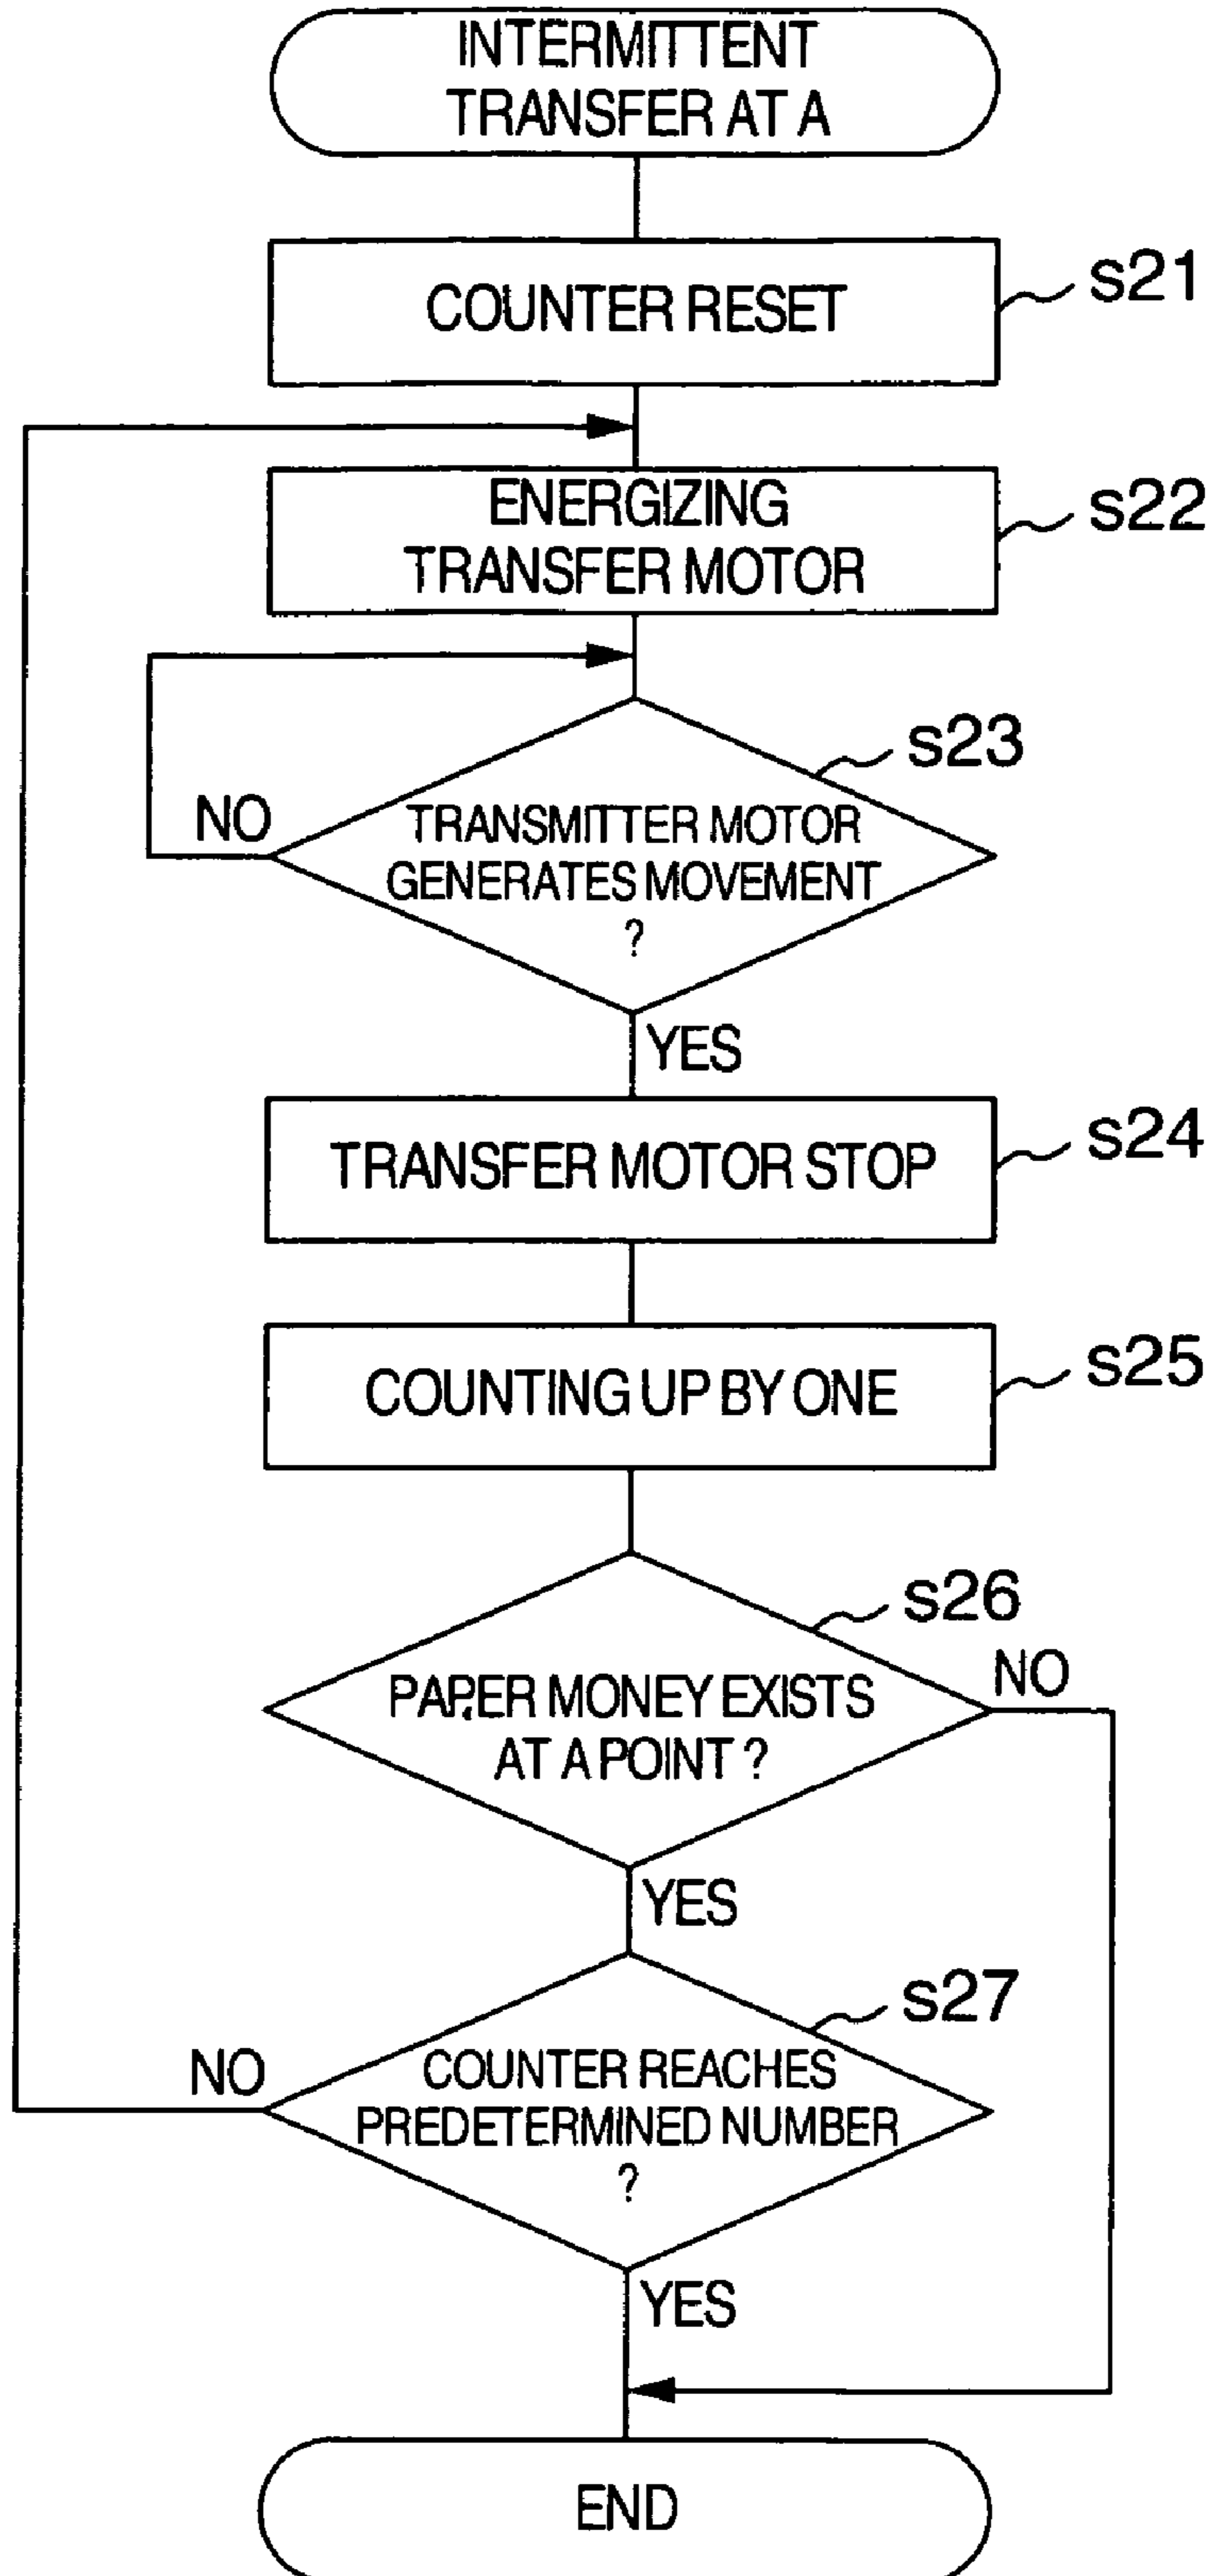 INTERMITTENT
TRANSFER AT A
COUNTER RESET
s21
ENERGIZING
TRANSFER MOTOR
s22
s23
NO
TRANSMITTER MOTOR
GENERATES MOVEMENT
?
YES
TRANSFER MOTOR STOP
s24
COUNTING UP BY ONE
s25
s26
NO
PAPER MONEY EXISTS
AT A POINT ?
YES
s27
NO
COUNTER REACHES
PREDETERMINED NUMBER
?
YES
END